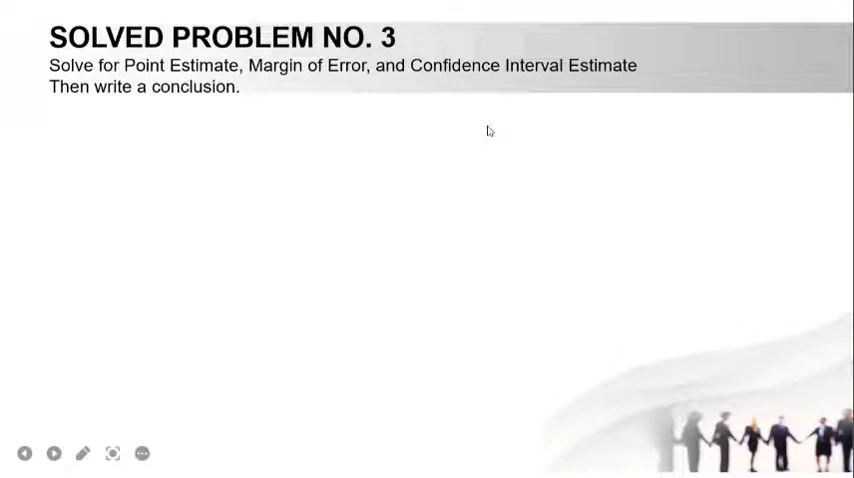 SOLVED PROBLEM NO. 3
Solve for Point Estimate, Margin of Error, and Confidence Interval Estimate
Then write a conclusion.